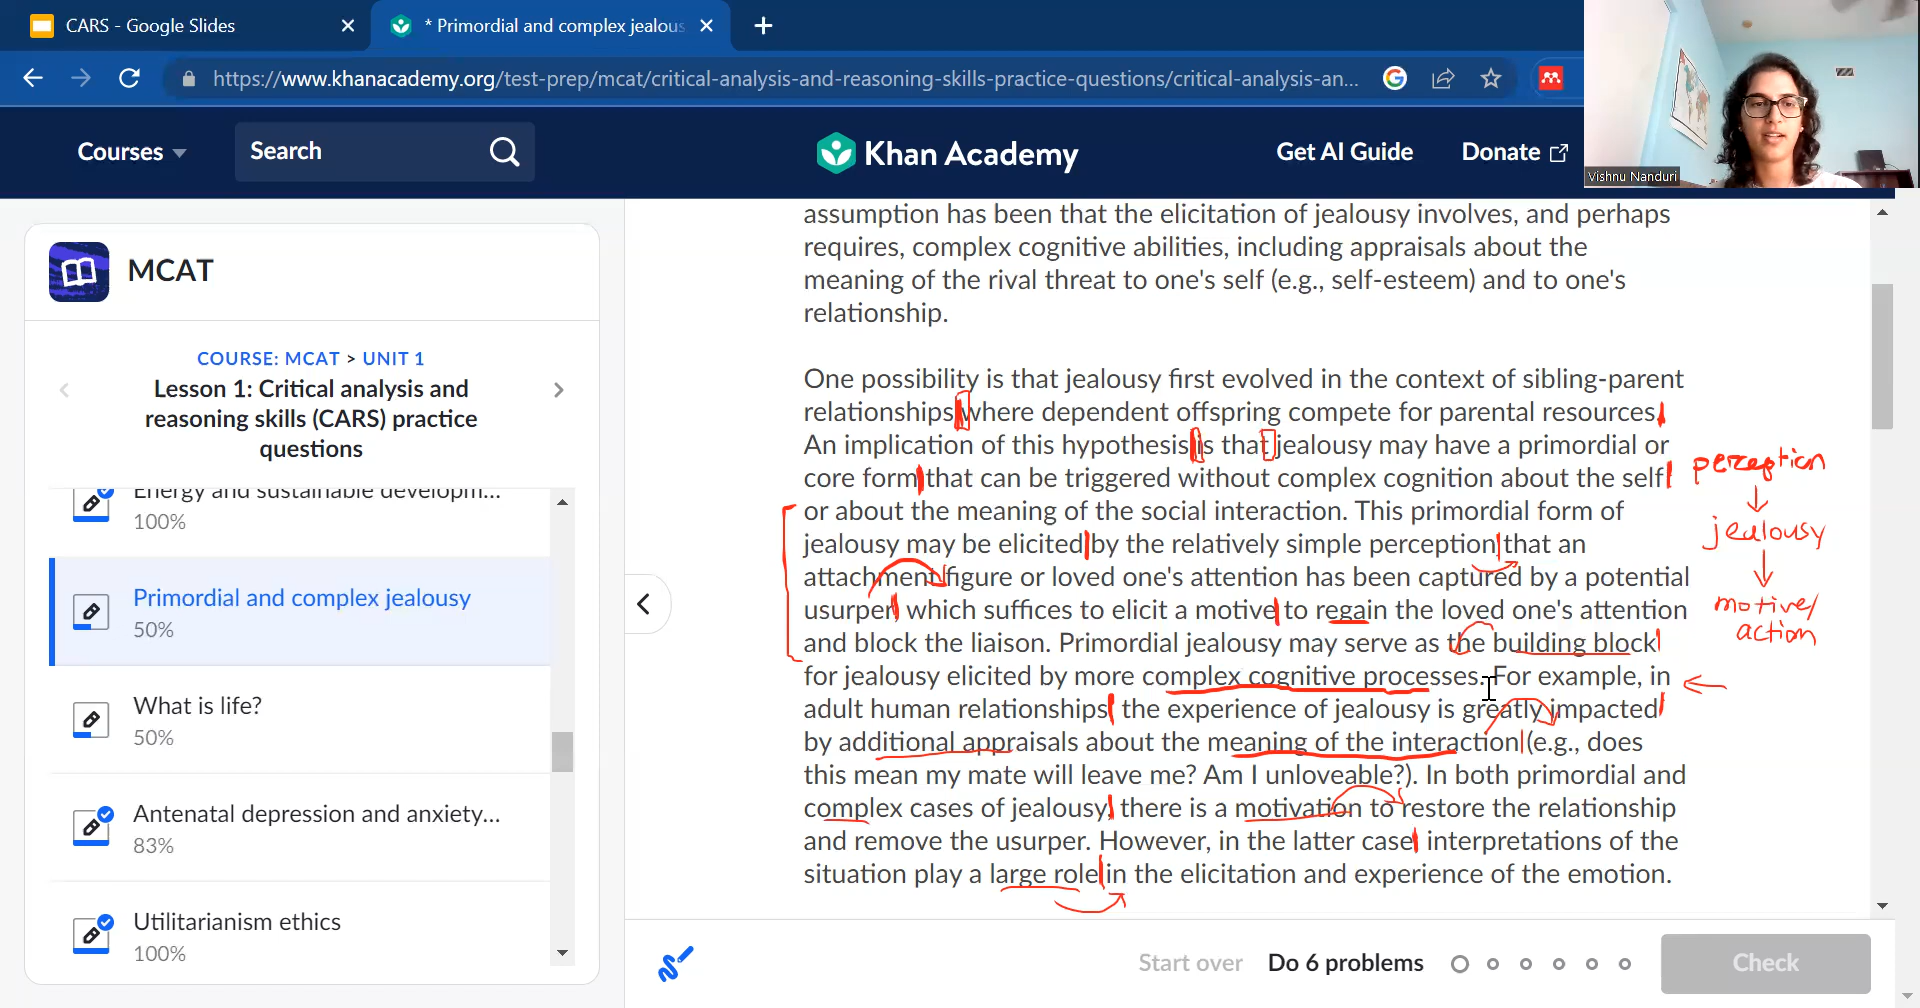 CARS - Google Slides
* Primordial and complex jealous
https://www.khanacademy.org/test-prep/mcat/critical-analysis-and-reasoning-skills-practice-questions/critical-analysis-an...
Vishnu Nanduri
Courses
Search
Khan Academy
Get AI Guide
Donate
MCAT
COURSE: MCAT > UNIT 1
Lesson 1: Critical analysis and
reasoning skills (CARS) practice
questions
Energy and sustainable developm...
100%
Primordial and complex jealousy
50%
What is life?
50%
Antenatal depression and anxiety...
83%
Utilitarianism ethics
100%
assumption has been that the elicitation of jealousy involves, and perhaps
requires, complex cognitive abilities, including appraisals about the
meaning of the rival threat to one's self (e.g., self-esteem) and to one's
relationship.
One possibility is that jealousy first evolved in the context of sibling-parent
relationships where dependent offspring compete for parental resources.
An implication of this hypothesis is that jealousy may have a primordial or
core form that can be triggered without complex cognition about the self
or about the meaning of the social interaction. This primordial form of
jealousy may be elicited by the relatively simple perception that an
attachment figure or loved one's attention has been captured by a potential
usurper, which suffices to elicit a motive to regain the loved one's attention
and block the liaison. Primordial jealousy may serve as the building block
for jealousy elicited by more complex cognitive processes. For example, in
adult human relationships, the experience of jealousy is greatly impacted
by additional appraisals about the meaning of the interaction (e.g., does
this mean my mate will leave me? Am I unloveable?). In both primordial and
complex cases of jealousy, there is a motivation to restore the relationship
and remove the usurper. However, in the latter case, interpretations of the
situation play a large role in the elicitation and experience of the emotion.
perception
jealousy
motive/
action
Start over
Do 6 problems
Check